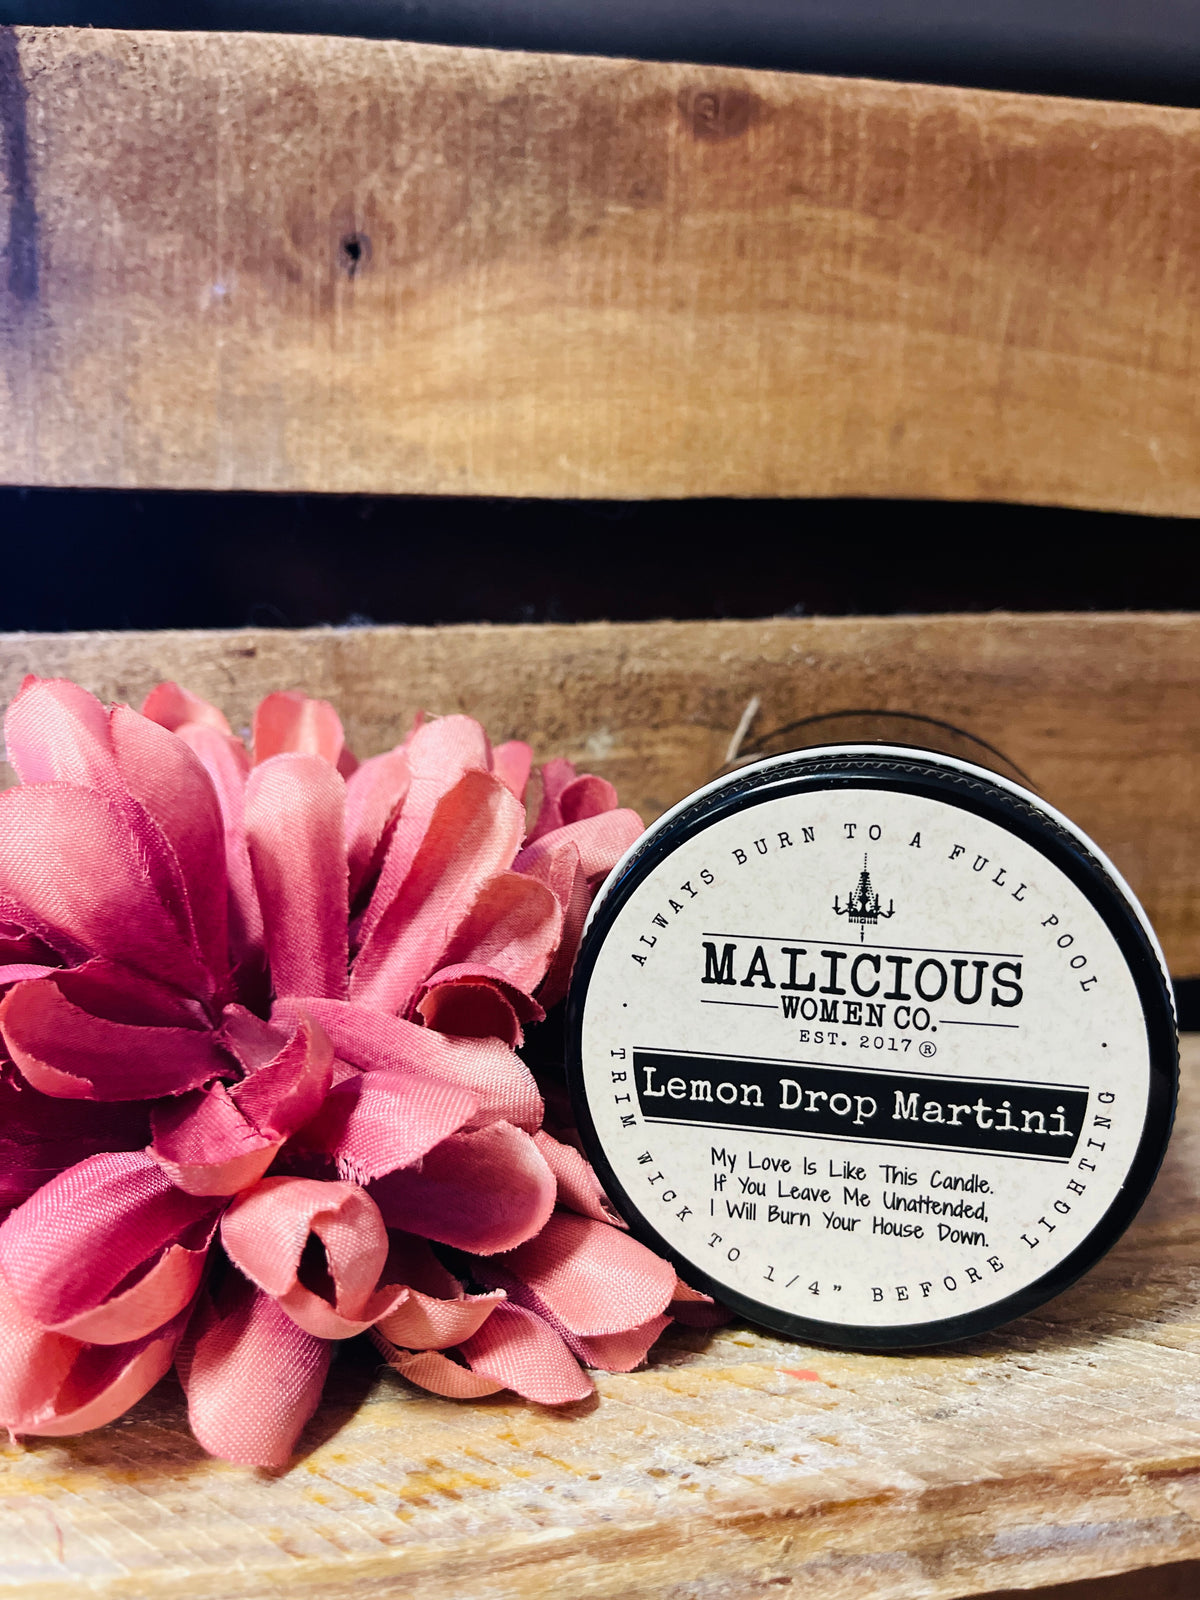 ALWAYS BURN TO A FULL POOL
MALICIOUS
WOMEN CO.
EST. 2017®
Lemon Drop Martini
My Love Is Like This Candle.
If You Leave Me Unattended,
I Will Burn Your House Down.
TRIM WICK TO 1/4” BEFORE LIGHTING